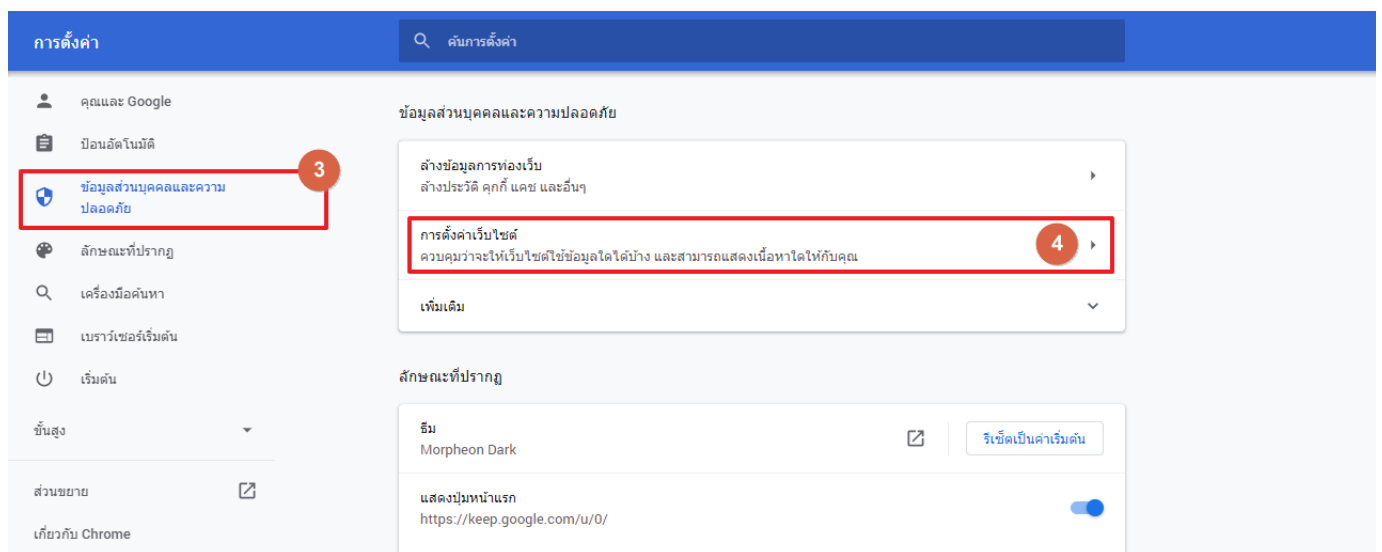 การตั้งค่า
ค้นการตั้งค่า
คุณและ Google
ป้อนอัตโนมัติ
3
ข้อมูลส่วนบุคคลและความ
ปลอดภัย
ลักษณะที่ปรากฏ
เครื่องมือค้นหา
เบราว์เซอร์เริ่มต้น
เริ่มต้น
ขั้นสูง
ส่วนขยาย
เกี่ยวกับ Chrome
ข้อมูลส่วนบุคคลและความปลอดภัย
ล้างข้อมูลการท่องเว็บ
ล้างประวัติ คุกกี้ แคช และอื่นๆ
การตั้งค่าเว็บไซต์
ควบคุมว่าจะให้เว็บไซต์ใช้ข้อมูลใดได้บ้าง และสามารถแสดงเนื้อหาใดให้กับคุณ
4
เพิ่มเติม
ลักษณะที่ปรากฏ
ธีม
Morpheon Dark
รีเซ็ตเป็นค่าเริ่มต้น
แสดงปุ่มหน้าแรก
https://keep.google.com/u/0/